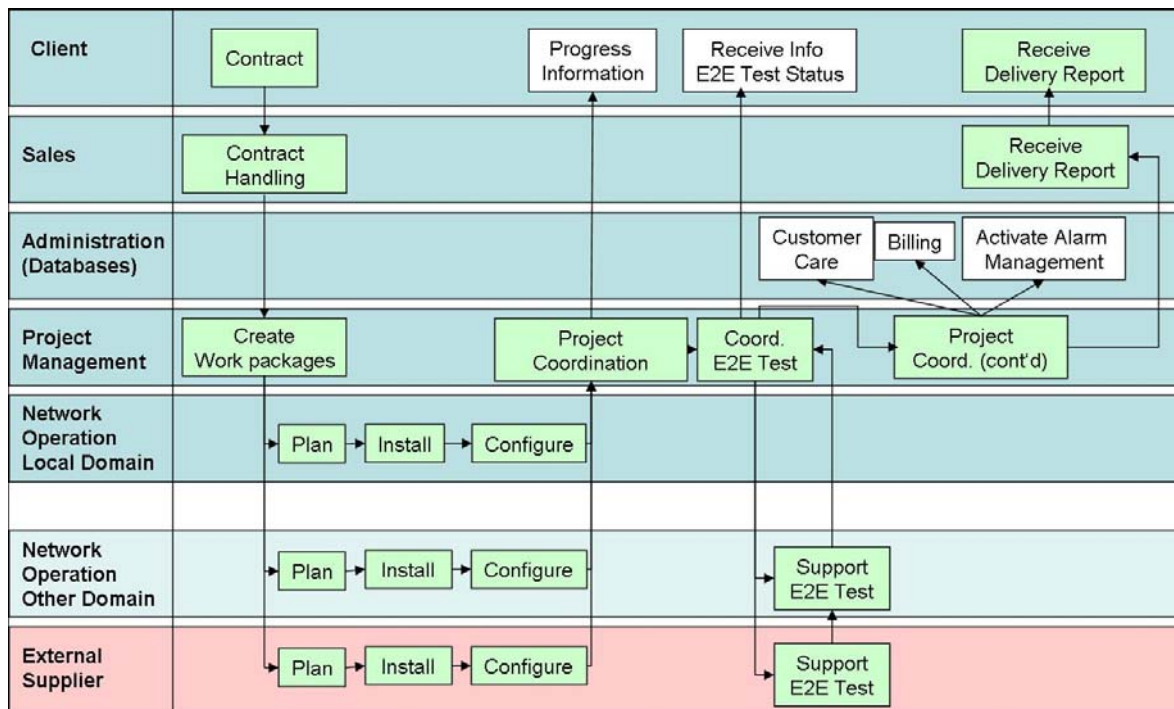 Client
Contract
Progress
Information
Receive Info
E2E Test Status
Receive
Delivery Report
Sales
Contract
Handling
Receive
Delivery Report
Administration
(Databases)
Customer
Care
Billing
Activate Alarm
Management
Project
Management
Create
Work packages
Project
Coordination
Coord.
E2E Test
Project
Coord. (cont'd)
Network
Operation
Local Domain
Plan
Install
Configure
Network
Operation
Other Domain
Plan
Install
Configure
Support
E2E Test
External
Supplier
Plan
Install
Configure
Support
E2E Test